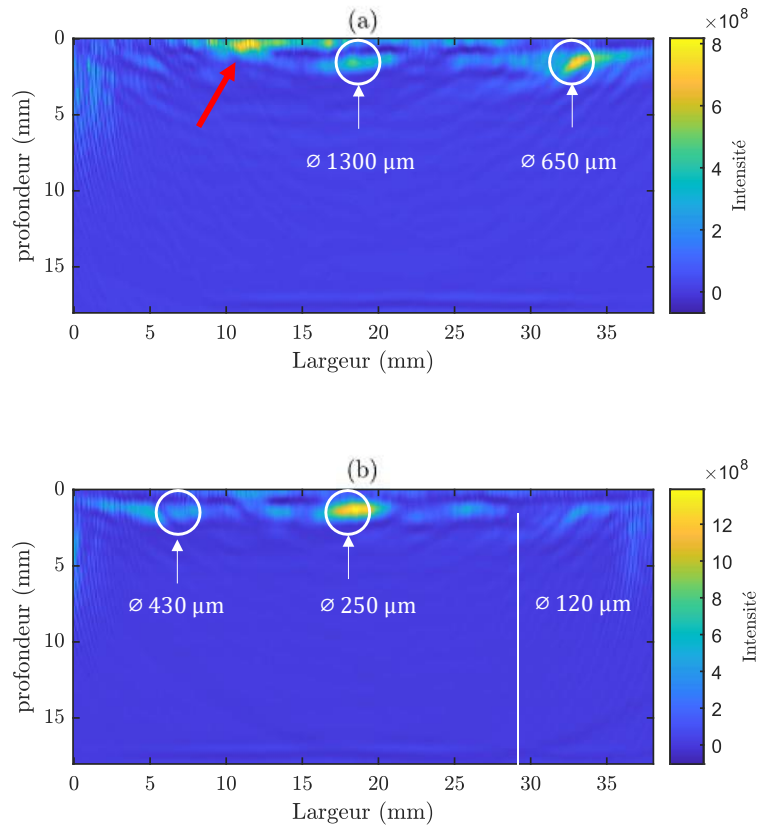 (a)
×10⁸
0
5
10
15
profondeur (mm)
⌀ 1300 µm
⌀ 650 µm
0 5 10 15 20 25 30 35
Largeur (mm)
8
6
4
2
0
Intensité
(b)
×10⁸
0
5
10
15
profondeur (mm)
⌀ 430 µm
⌀ 250 µm
⌀ 120 µm
0 5 10 15 20 25 30 35
Largeur (mm)
12
10
8
6
4
2
0
Intensité